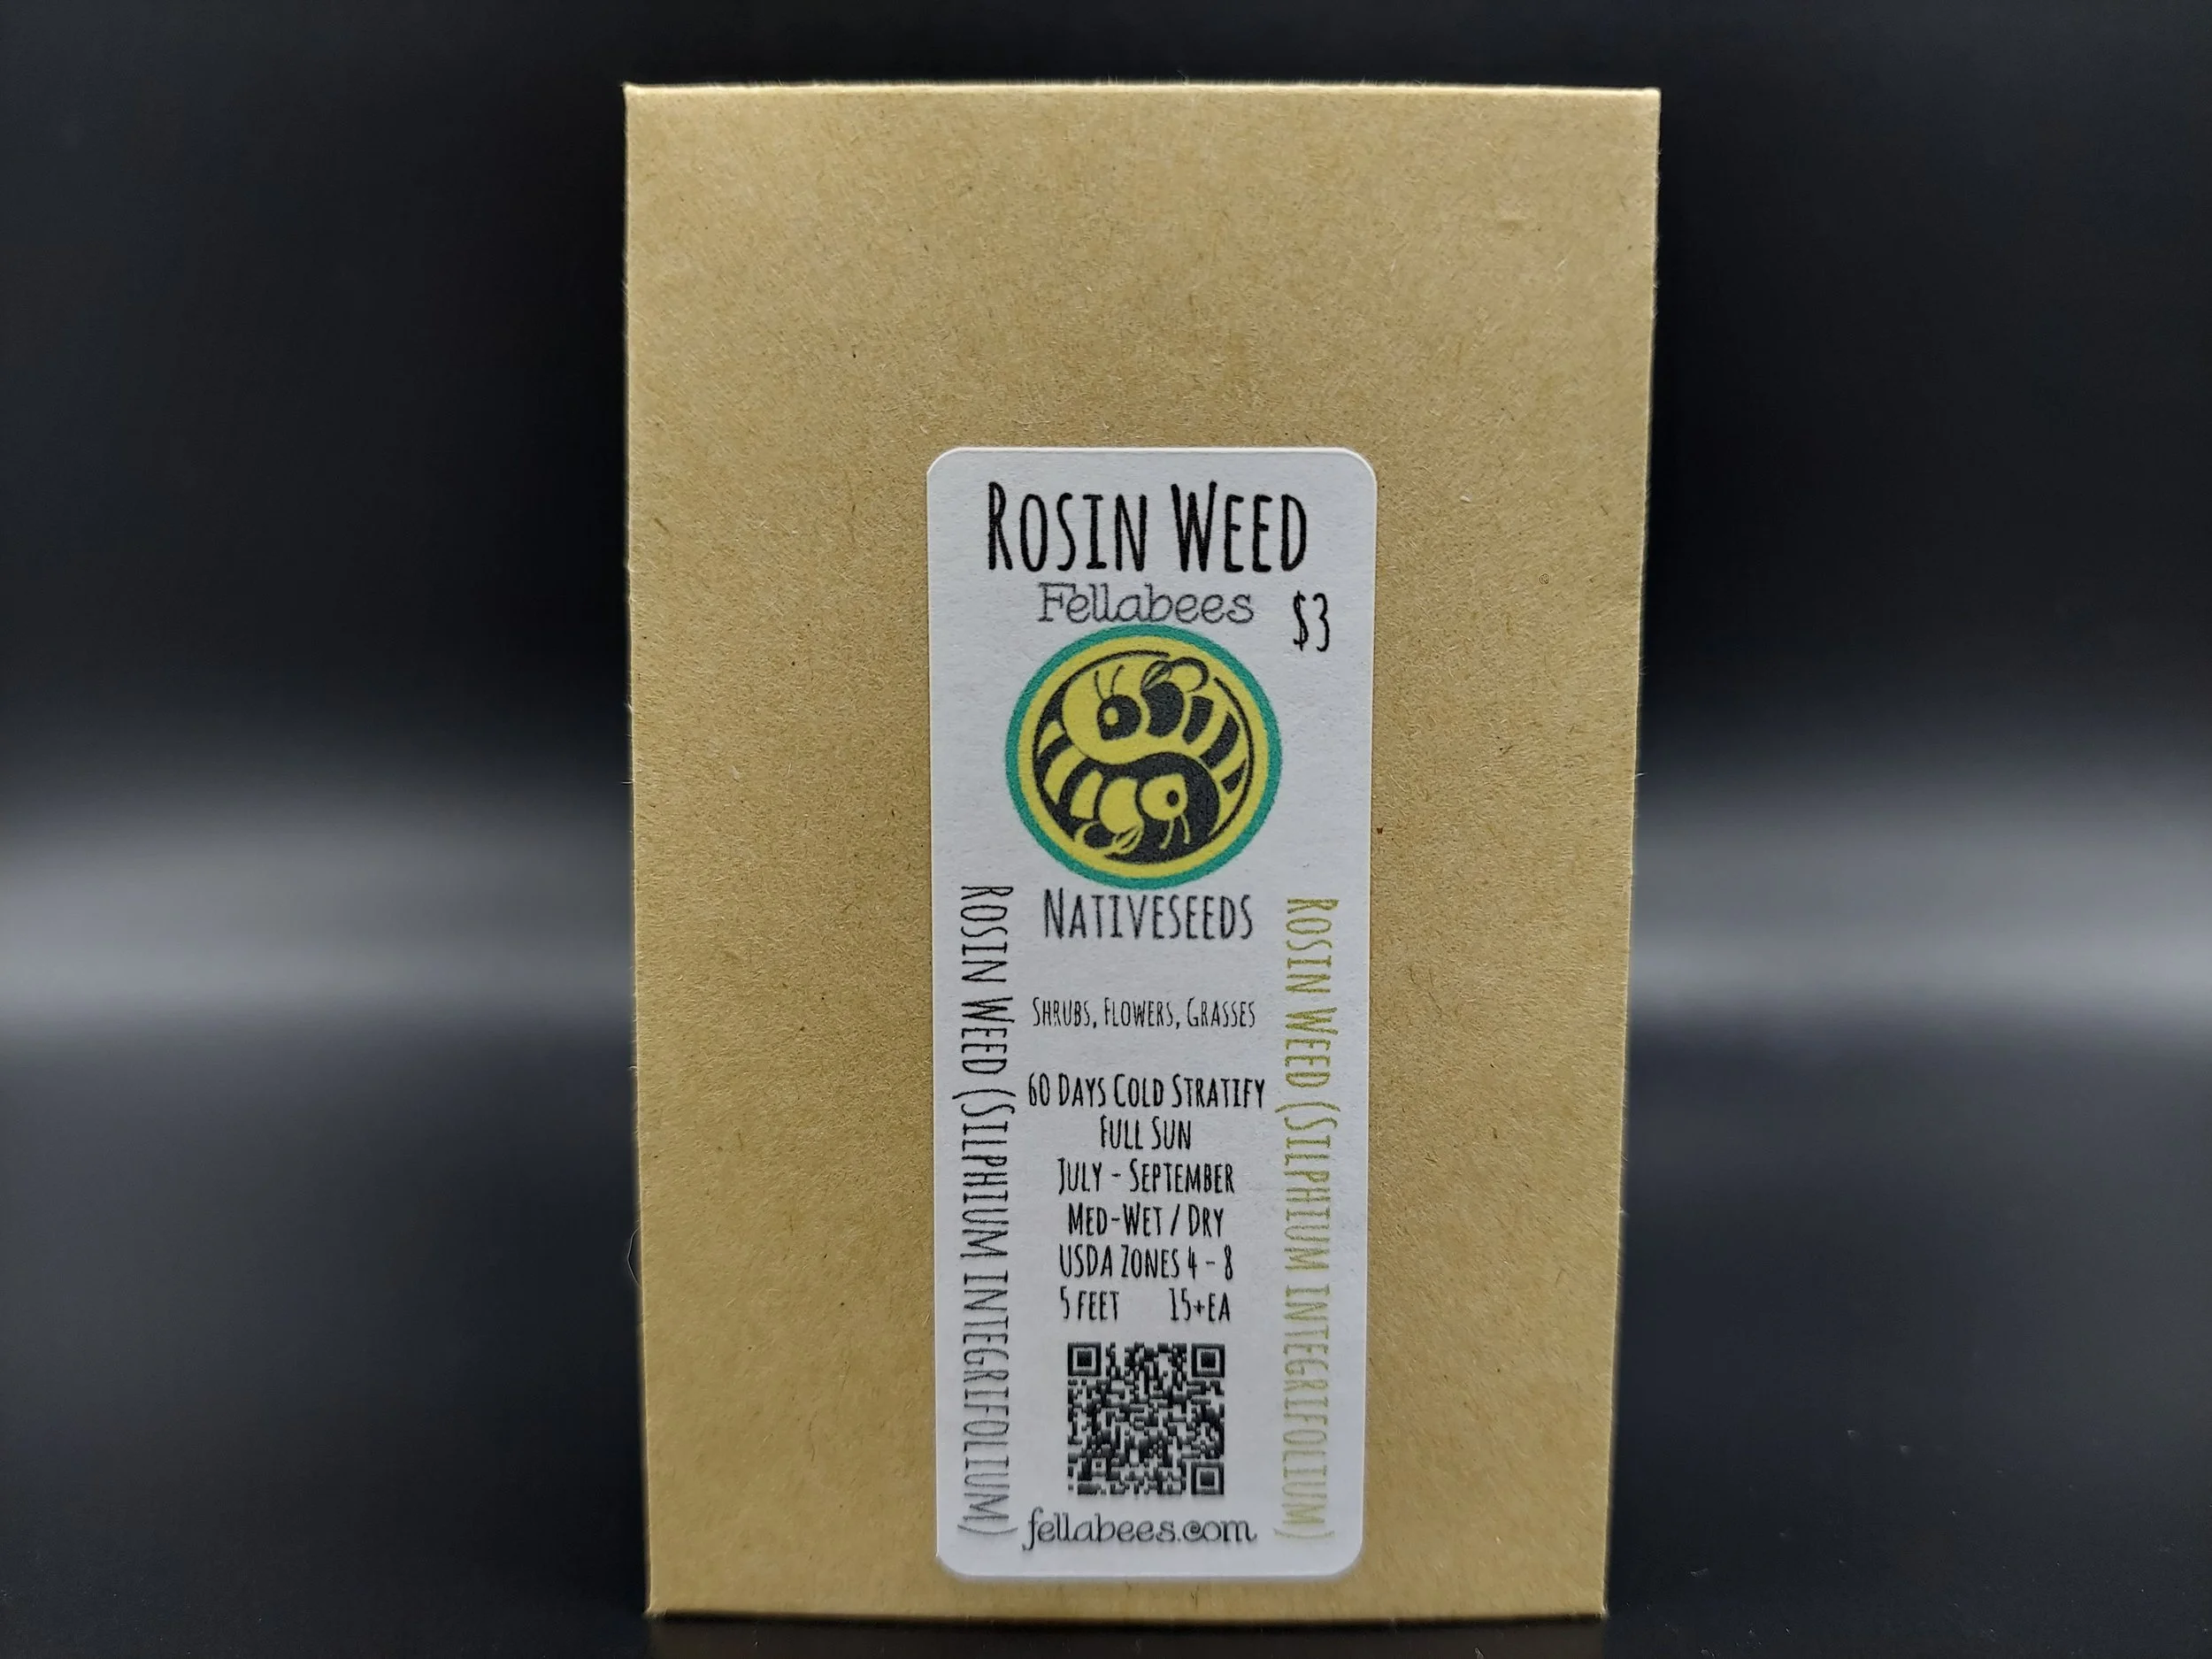 Rosin Weed
Fellabees
$3
Nativeseeds
Shrubs, Flowers, Grasses
60 Days Cold Stratify
Full Sun
July - September
Med-Wet / Dry
USDA Zones 4 - 8
5 feet 15+ea
fellabees.com
Rosin Weed (Silphium integrifolium)
Rosin Weed (Silphium integrifolium)